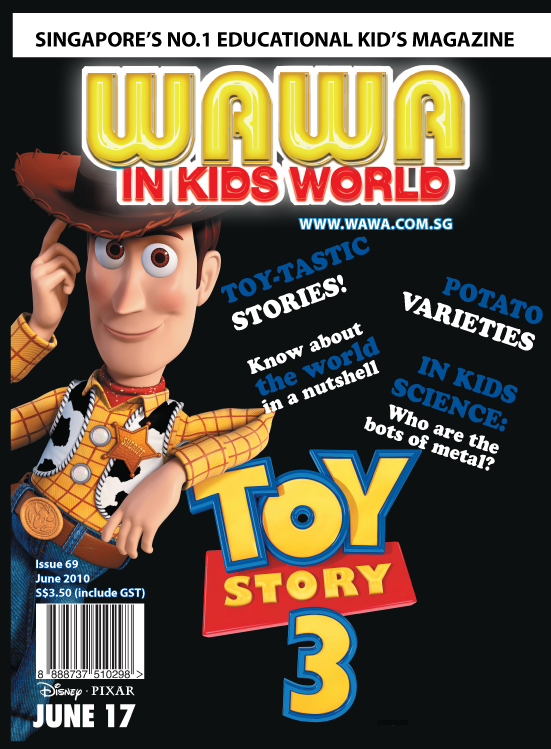 SINGAPORE'S NO.1 EDUCATIONAL KID'S MAGAZINE
WAWA
IN KIDS WORLD
WWW.WAWA.COM.SG
TOY-TASTIC
STORIES!
POTATO
VARIETIES
Know about
the world
in a nutshell
IN KIDS
SCIENCE:
Who are the
bots of metal?
TOY
STORY
3
Issue 69
June 2010
S$3.50 (include GST)
8 888737 510298 >
Disney · PIXAR
JUNE 17